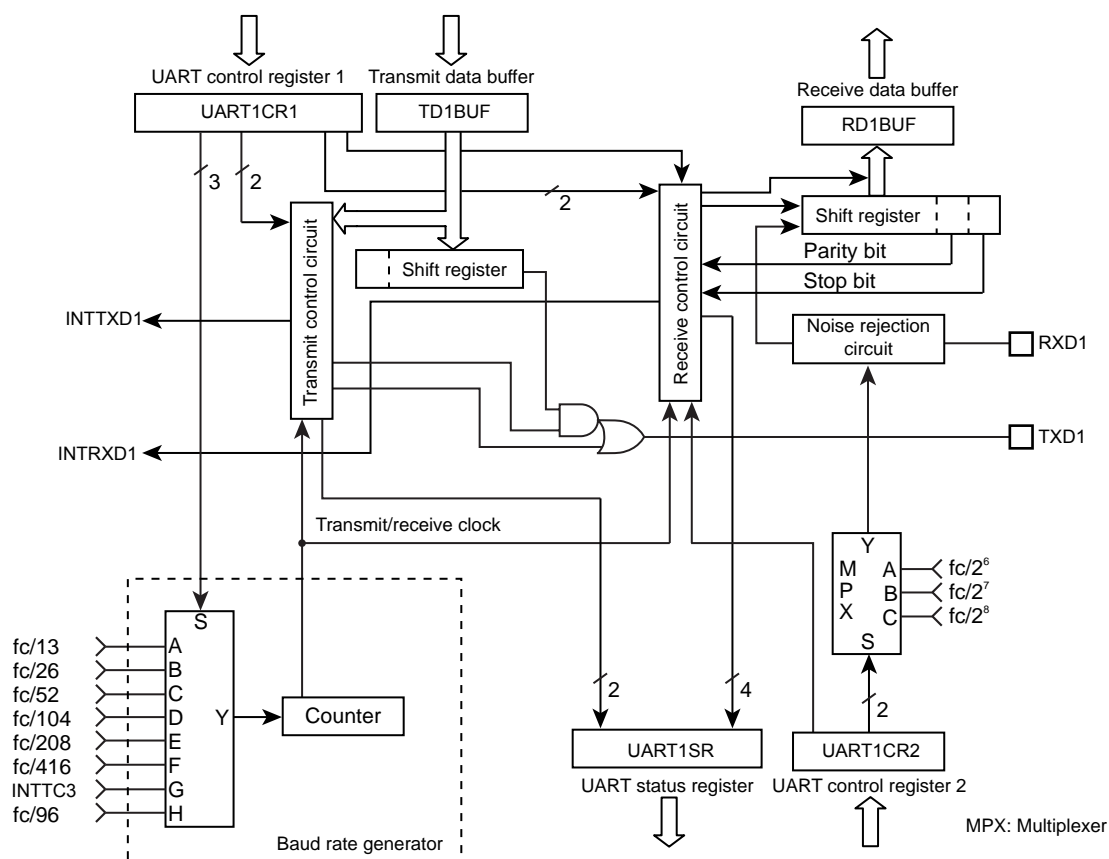 UART control register 1
Transmit data buffer
Receive data buffer
UART1CR1
TD1BUF
RD1BUF
3
2
2
Transmit control circuit
Receive control circuit
Shift register
Shift register
Parity bit
Stop bit
INTTXD1
Noise rejection
circuit
RXD1
INTRXD1
TXD1
Transmit/receive clock
Y
M
P
X
A
B
C
S
fc/2⁶
fc/2⁷
fc/2⁸
S
fc/13
A
fc/26
B
fc/52
C
fc/104
D
fc/208
E
fc/416
F
INTTC3
G
fc/96
H
Y
Counter
2
4
2
UART1SR
UART1CR2
UART status register
UART control register 2
Baud rate generator
MPX: Multiplexer